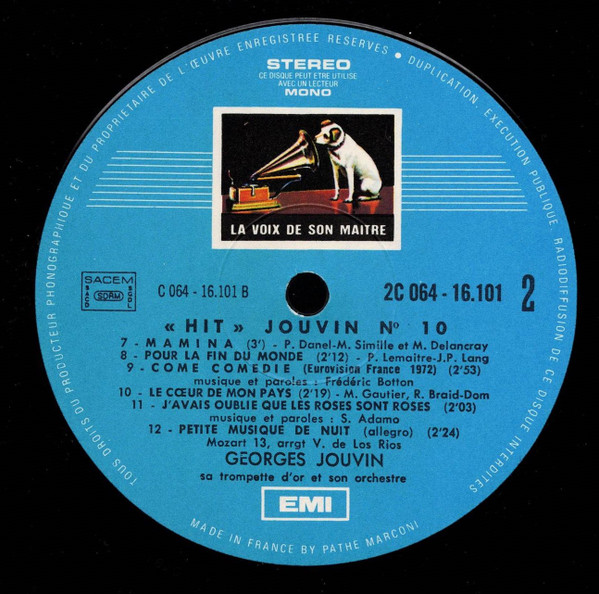 TOUS DROITS DU PRODUCTEUR PHONOGRAPHIQUE ET DU PROPRIETAIRE DE L'ŒUVRE ENREGISTREE RESERVES • DUPLICATION, EXECUTION PUBLIQUE, RADIODIFFUSION DE CE DISQUE INTERDITES
STEREO
CE DISQUE PEUT ETRE UTILISE
AVEC UN LECTEUR
MONO
LA VOIX DE SON MAITRE
SACEM
SACD SDRM SGDL
C 064 - 16.101 B
2C 064 - 16.101 2
« HIT » JOUVIN Nº 10
7 - MAMINA (3') - P. Danel-M. Simille et M. Delancray
8 - POUR LA FIN DU MONDE (2'12) - P. Lemaitre-J.P. Lang
9 - COME COMEDIE (Eurovision France 1972) (2'53)
musique et paroles : Frédéric Botton
10 - LE CŒUR DE MON PAYS (2'19) - M. Gautier, R. Braid-Dom
11 - J'AVAIS OUBLIE QUE LES ROSES SONT ROSES (2'03)
musique et paroles : S. Adamo
12 - PETITE MUSIQUE DE NUIT (allegro) (2'24)
Mozart 13, arrgt V. de Los Rios
GEORGES JOUVIN
sa trompette d'or et son orchestre
EMI
MADE IN FRANCE BY PATHE MARCONI